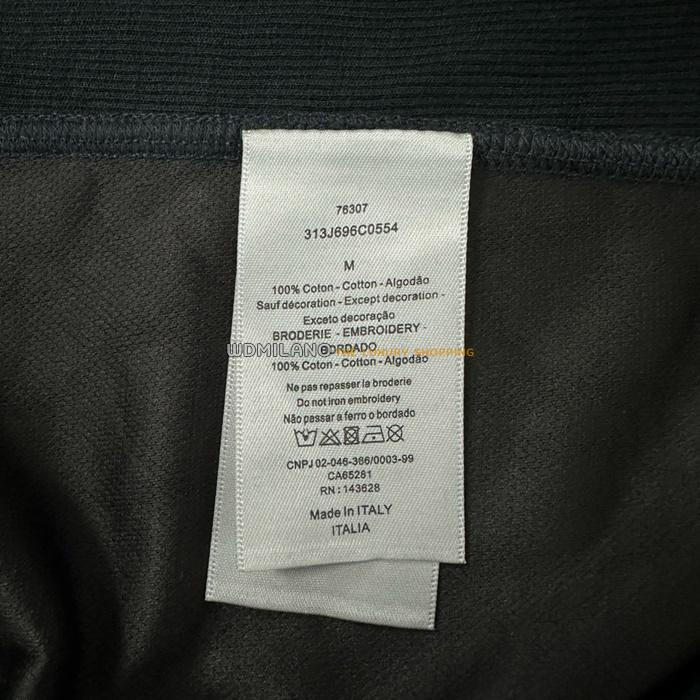 76307
313J696C0554
M
100% Coton - Cotton - Algodão
Sauf décoration - Except decoration -
Exceto decoração
BRODERIE - EMBROIDERY -
BORDADO
WDMILANO THE LUXURY SHOPPING
100% Coton - Cotton - Algodão
Ne pas repasser la broderie
Do not iron embroidery
Não passar a ferro o bordado
CNPJ 02-046-366/0003-99
CA65281
RN : 143628
Made in ITALY
ITALIA